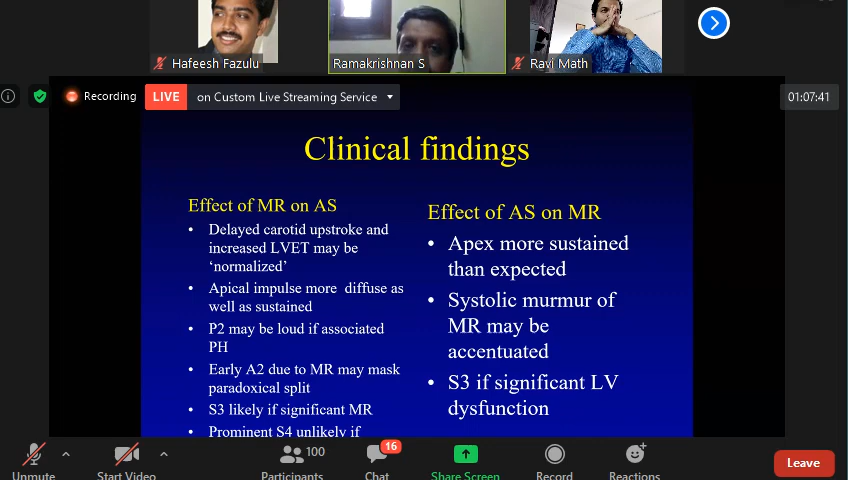 Hafeesh Fazulu
Ramakrishnan S
Ravi Math
Recording
LIVE
on Custom Live Streaming Service
01:07:41
Clinical findings
Effect of MR on AS
• Delayed carotid upstroke and
increased LVET may be
‘normalized’
• Apical impulse more diffuse as
well as sustained
• P2 may be loud if associated
PH
• Early A2 due to MR may mask
paradoxical split
• S3 likely if significant MR
• Prominent S4 unlikely if
Effect of AS on MR
• Apex more sustained
than expected
• Systolic murmur of
MR may be
accentuated
• S3 if significant LV
dysfunction
100
16
Unmute
Start Video
Participants
Chat
Share Screen
Record
Reactions
Leave